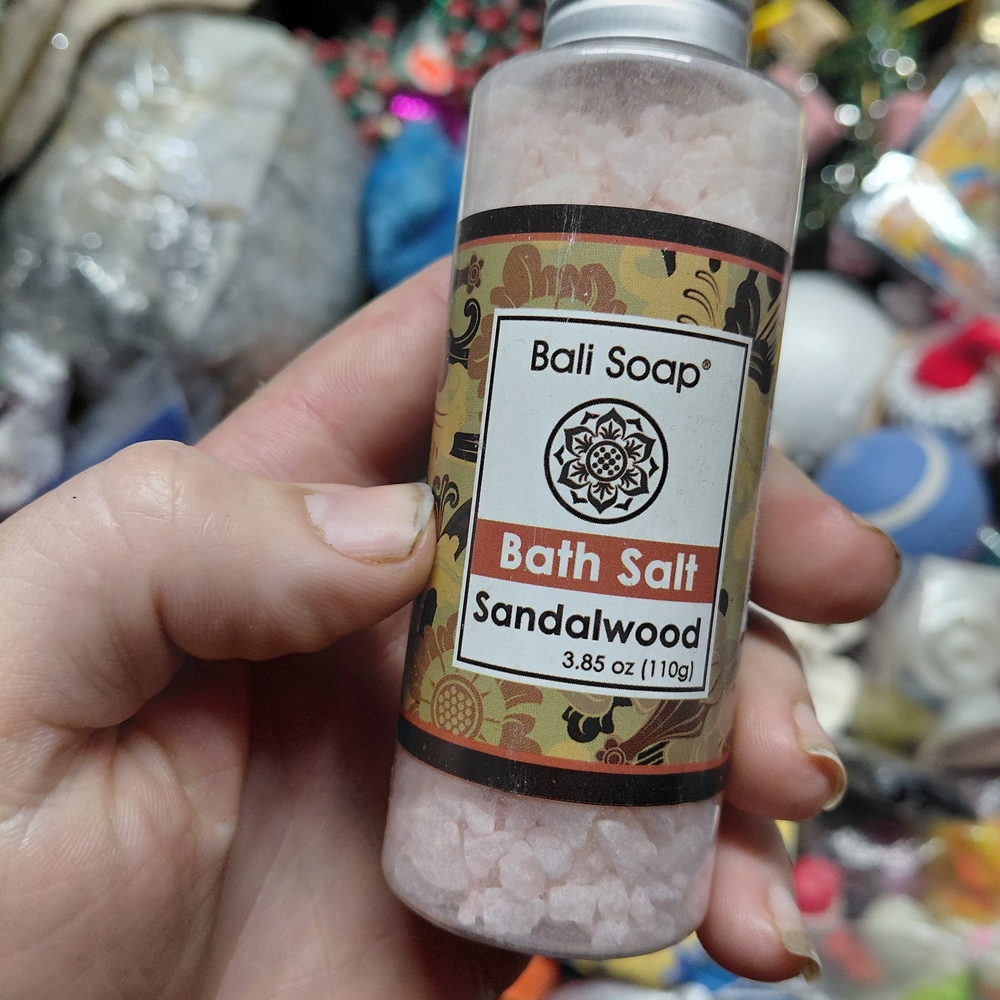 Bali Soap®
Bath Salt
Sandalwood
3.85 oz (110g)